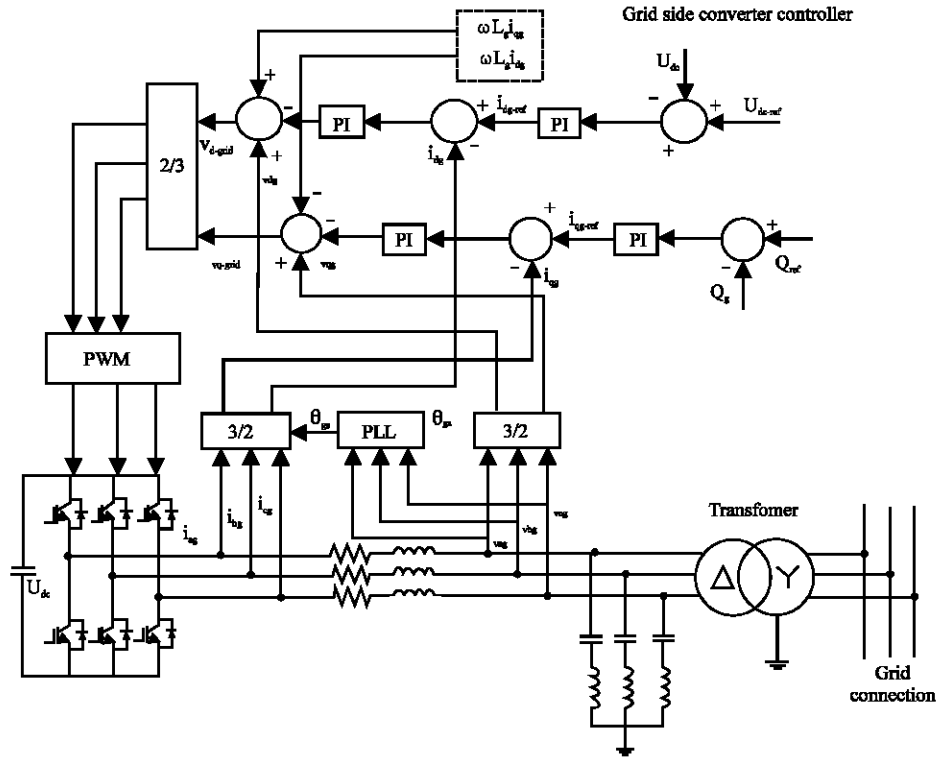 Grid side converter controller
ωLgiqg
ωLgidg
Udc
+
−
PI
idg-ref
+
PI
−
+
Udc-ref
2/3
Vd-grid
+
vdg
idg
−
+
−
−
PI
+
iqg-ref
PI
+
Qref
vq-grid
+
vqg
−
iqg
−
Qg
PWM
3/2
θga
PLL
θga
3/2
iag
ibg
icg
vag
vbg
vcg
Transfomer
Δ
Y
Udc
Grid
connection